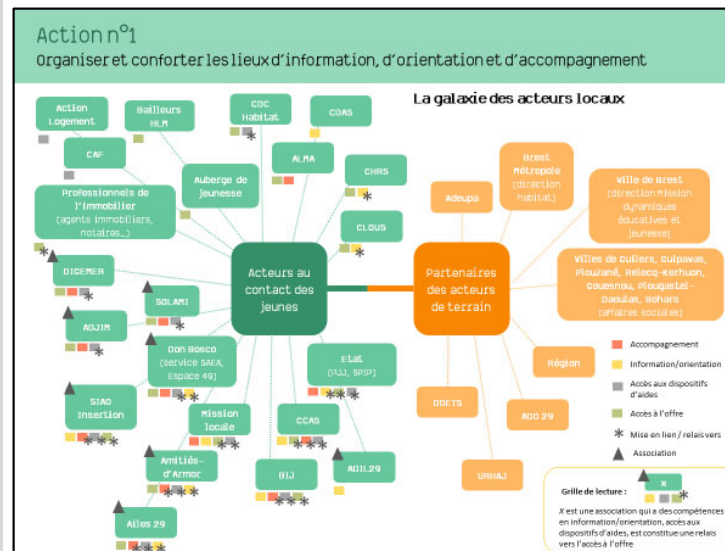 Action n°1
Organiser et conforter les lieux d'information, d'orientation et d'accompagnement
La galaxie des acteurs locaux
Action
Logement
Bailleurs
HLM
CDC
Habitat
CDAS
CAF
Auberge de
jeunesse
ALMA
CHRS
Professionnels de
l'immobilier
(agents immobiliers,
notaires…)
CLOUS
DIGEMER
SOLAMI
ADJIM
Acteurs au
contact des
jeunes
Don Bosco
(service SAEA,
Espace 49)
Etat
(PJJ, SPIP)
SIAO
Insertion
Mission
locale
CCAS
Amitiés-
d'Armor
BIJ
ADIL29
Ailes 29
Partenaires
des acteurs
de terrain
Adeupa
Brest
Métropole
(direction
habitat)
Ville de Brest
(direction Mission
dynamiques
éducatives et
jeunesse)
Villes de Guilers, Guipavas,
Plouzané, Relecq-Kerhuon,
Gouesnou, Plougastel-
Daoulas, Bohars
(affaires sociales)
Région
ADO 29
DDETS
URHAJ
Accompagnement
Information/orientation
Accès aux dispositifs
d'aides
Accès à l'offre
Mise en lien / relais vers
Association
Grille de lecture :
X
X est une association qui a des compétences
en information/orientation, accès aux
dispositifs d'aides, est constitue une relais
vers l'accès à l'offre